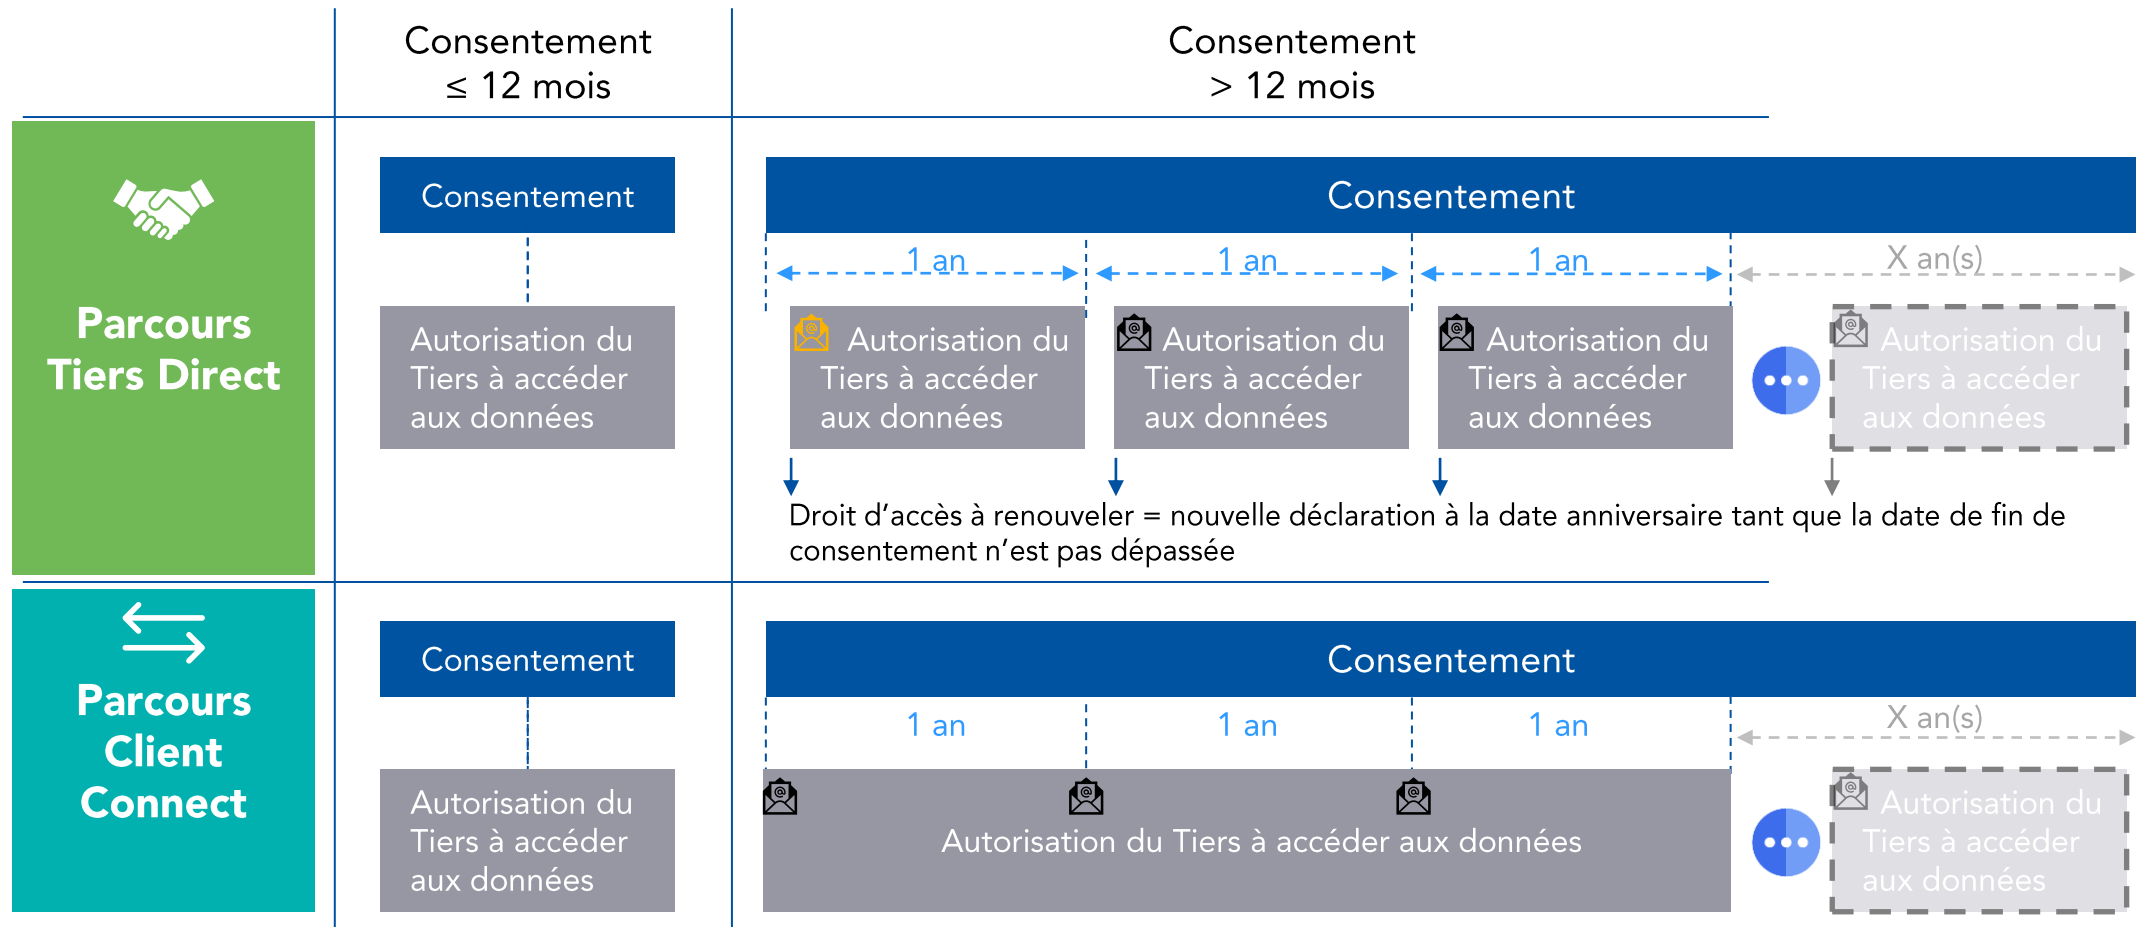 Consentement
≤ 12 mois
Consentement
> 12 mois
Parcours
Tiers Direct
Consentement
Autorisation du
Tiers à accéder
aux données
Consentement
1 an
1 an
1 an
X an(s)
@ Autorisation du
Tiers à accéder
aux données
@ Autorisation du
Tiers à accéder
aux données
@ Autorisation du
Tiers à accéder
aux données
@ Autorisation du
Tiers à accéder
aux données
Droit d’accès à renouveler = nouvelle déclaration à la date anniversaire tant que la date de fin de
consentement n’est pas dépassée
Parcours
Client
Connect
Consentement
Autorisation du
Tiers à accéder
aux données
Consentement
1 an
1 an
1 an
X an(s)
@
@
@
Autorisation du Tiers à accéder aux données
@ Autorisation du
Tiers à accéder
aux données